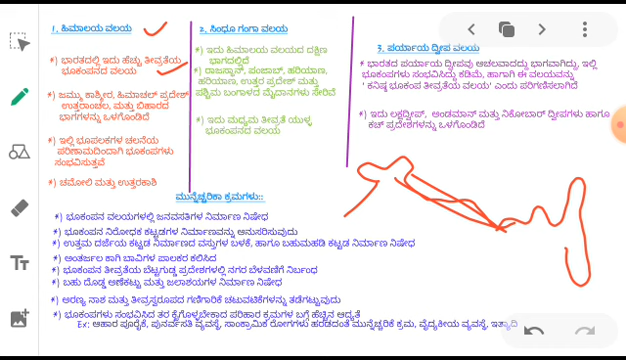 ೧. ಹಿಮಾಲಯ ವಲಯ
*) ಭಾರತದಲ್ಲಿ ಇದು ಹೆಚ್ಚು ತೀವ್ರತೆಯ
ಭೂಕಂಪನದ ವಲಯ
*) ಜಮ್ಮು ಕಾಶ್ಮೀರ, ಹಿಮಾಚಲ್ ಪ್ರದೇಶ್
ಉತ್ತರಾಂಚಲ, ಮತ್ತು ಬಿಹಾರದ
ಭಾಗಗಳನ್ನು ಒಳಗೊಂಡಿದೆ
*) ಇಲ್ಲಿ ಭೂಫಲಕಗಳ ಚಲನೆಯ
ಪರಿಣಾಮದಿಂದಾಗಿ ಭೂಕಂಪಗಳು
ಸಂಭವಿಸುತ್ತವೆ
*) ಚಮೋಲಿ ಮತ್ತು ಉತ್ತರಕಾಶಿ
೨. ಸಿಂಧೂ ಗಂಗಾ ವಲಯ
*) ಇದು ಹಿಮಾಲಯ ವಲಯದ ದಕ್ಷಿಣ
ಭಾಗದಲ್ಲಿದೆ
*) ರಾಜಸ್ಥಾನ್, ಪಂಜಾಬ್, ಹರಿಯಾಣ,
ಹರಿಯಾಣ, ಉತ್ತರ ಪ್ರದೇಶ್ ಮತ್ತು
ಪಶ್ಚಿಮ ಬಂಗಾಳದ ಮೈದಾನಗಳು ಸೇರಿವೆ
*) ಇದು ಮಧ್ಯಮ ತೀವ್ರತೆ ಯುಳ್ಳ
ಭೂಕಂಪನದ ವಲಯ
೩. ಪರ್ಯಾಯ ದ್ವೀಪ ವಲಯ
* ಭಾರತದ ಪರ್ಯಾಯ ದ್ವೀಪವು ಅಚಲವಾದದ್ದು ಭಾಗವಾಗಿದ್ದು, ಇಲ್ಲಿ
ಭೂಕಂಪಗಳು ಸಂಭವಿಸಿದ್ದು ಕಡಿಮೆ, ಹಾಗಾಗಿ ಈ ವಲಯವನ್ನು
' ಕನಿಷ್ಠ ಭೂಕಂಪ ತೀವ್ರತೆಯ ವಲಯ' ಎಂದು ಪರಿಗಣಿಸಲಾಗಿದೆ
*) ಇದು ಲಕ್ಷದ್ವೀಪ್, ಅಂಡಮಾನ್ ಮತ್ತು ನಿಕೋಬಾರ್ ದ್ವೀಪಗಳು ಹಾಗೂ
ಕಚ್ ಪ್ರದೇಶಗಳನ್ನು ಒಳಗೊಂಡಿದೆ
ಮುನ್ನೆಚ್ಚರಿಕಾ ಕ್ರಮಗಳು::
*) ಭೂಕಂಪನ ವಲಯಗಳಲ್ಲಿ ಜನವಸತಿಗಳ ನಿರ್ಮಾಣ ನಿಷೇಧ
*) ಭೂಕಂಪನ ನಿರೋಧಕ ಕಟ್ಟಡಗಳ ನಿರ್ಮಾಣವನ್ನು ಅನುಸರಿಸುವುದು
*) ಉತ್ತಮ ದರ್ಜೆಯ ಕಟ್ಟಡ ನಿರ್ಮಾಣದ ವಸ್ತುಗಳ ಬಳಕೆ, ಹಾಗೂ ಬಹುಮಹಡಿ ಕಟ್ಟಡ ನಿರ್ಮಾಣ ನಿಷೇಧ
*) ಅಂತರ್ಜಲ ಕಾಗಿ ಬಾವಿಗಳ ಪಾಲಕರ ಕಲಿಸಿದ
*) ಭೂಕಂಪನ ತೀವ್ರತೆಯ ಬೆಟ್ಟಗುಡ್ಡ ಪ್ರದೇಶಗಳಲ್ಲಿ ನಗರ ಬೆಳವಣಿಗೆ ನಿರ್ಬಂಧ
*) ಬಹು ದೊಡ್ಡ ಅಣೆಕಟ್ಟು ಮತ್ತು ಜಲಾಶಯಗಳ ನಿರ್ಮಾಣ ನಿಷೇಧ
*) ಅರಣ್ಯ ನಾಶ ಮತ್ತು ತೀವ್ರಸ್ವರೂಪದ ಗಣಿಗಾರಿಕೆ ಚಟುವಟಿಕೆಗಳನ್ನು ತಡೆಗಟ್ಟುವುದು
*) ಭೂಕಂಪಗಳು ಸಂಭವಿಸಿದ ತರ ಕೈಗೊಳ್ಳಬೇಕಾದ ಪರಿಹಾರ ಕ್ರಮಗಳ ಬಗ್ಗೆ ಹೆಚ್ಚಿನ ಆದ್ಯತೆ
Ex: ಆಹಾರ ಪೂರೈಕೆ, ಪುನರ್ವಸತಿ ವ್ಯವಸ್ಥೆ, ಸಾಂಕ್ರಾಮಿಕ ರೋಗಗಳು ಹರಡದಂತೆ ಮುನ್ನೆಚ್ಚರಿಕೆ ಕ್ರಮ, ವೈದ್ಯಕೀಯ ವ್ಯವಸ್ಥೆ, ಇತ್ಯಾದಿ